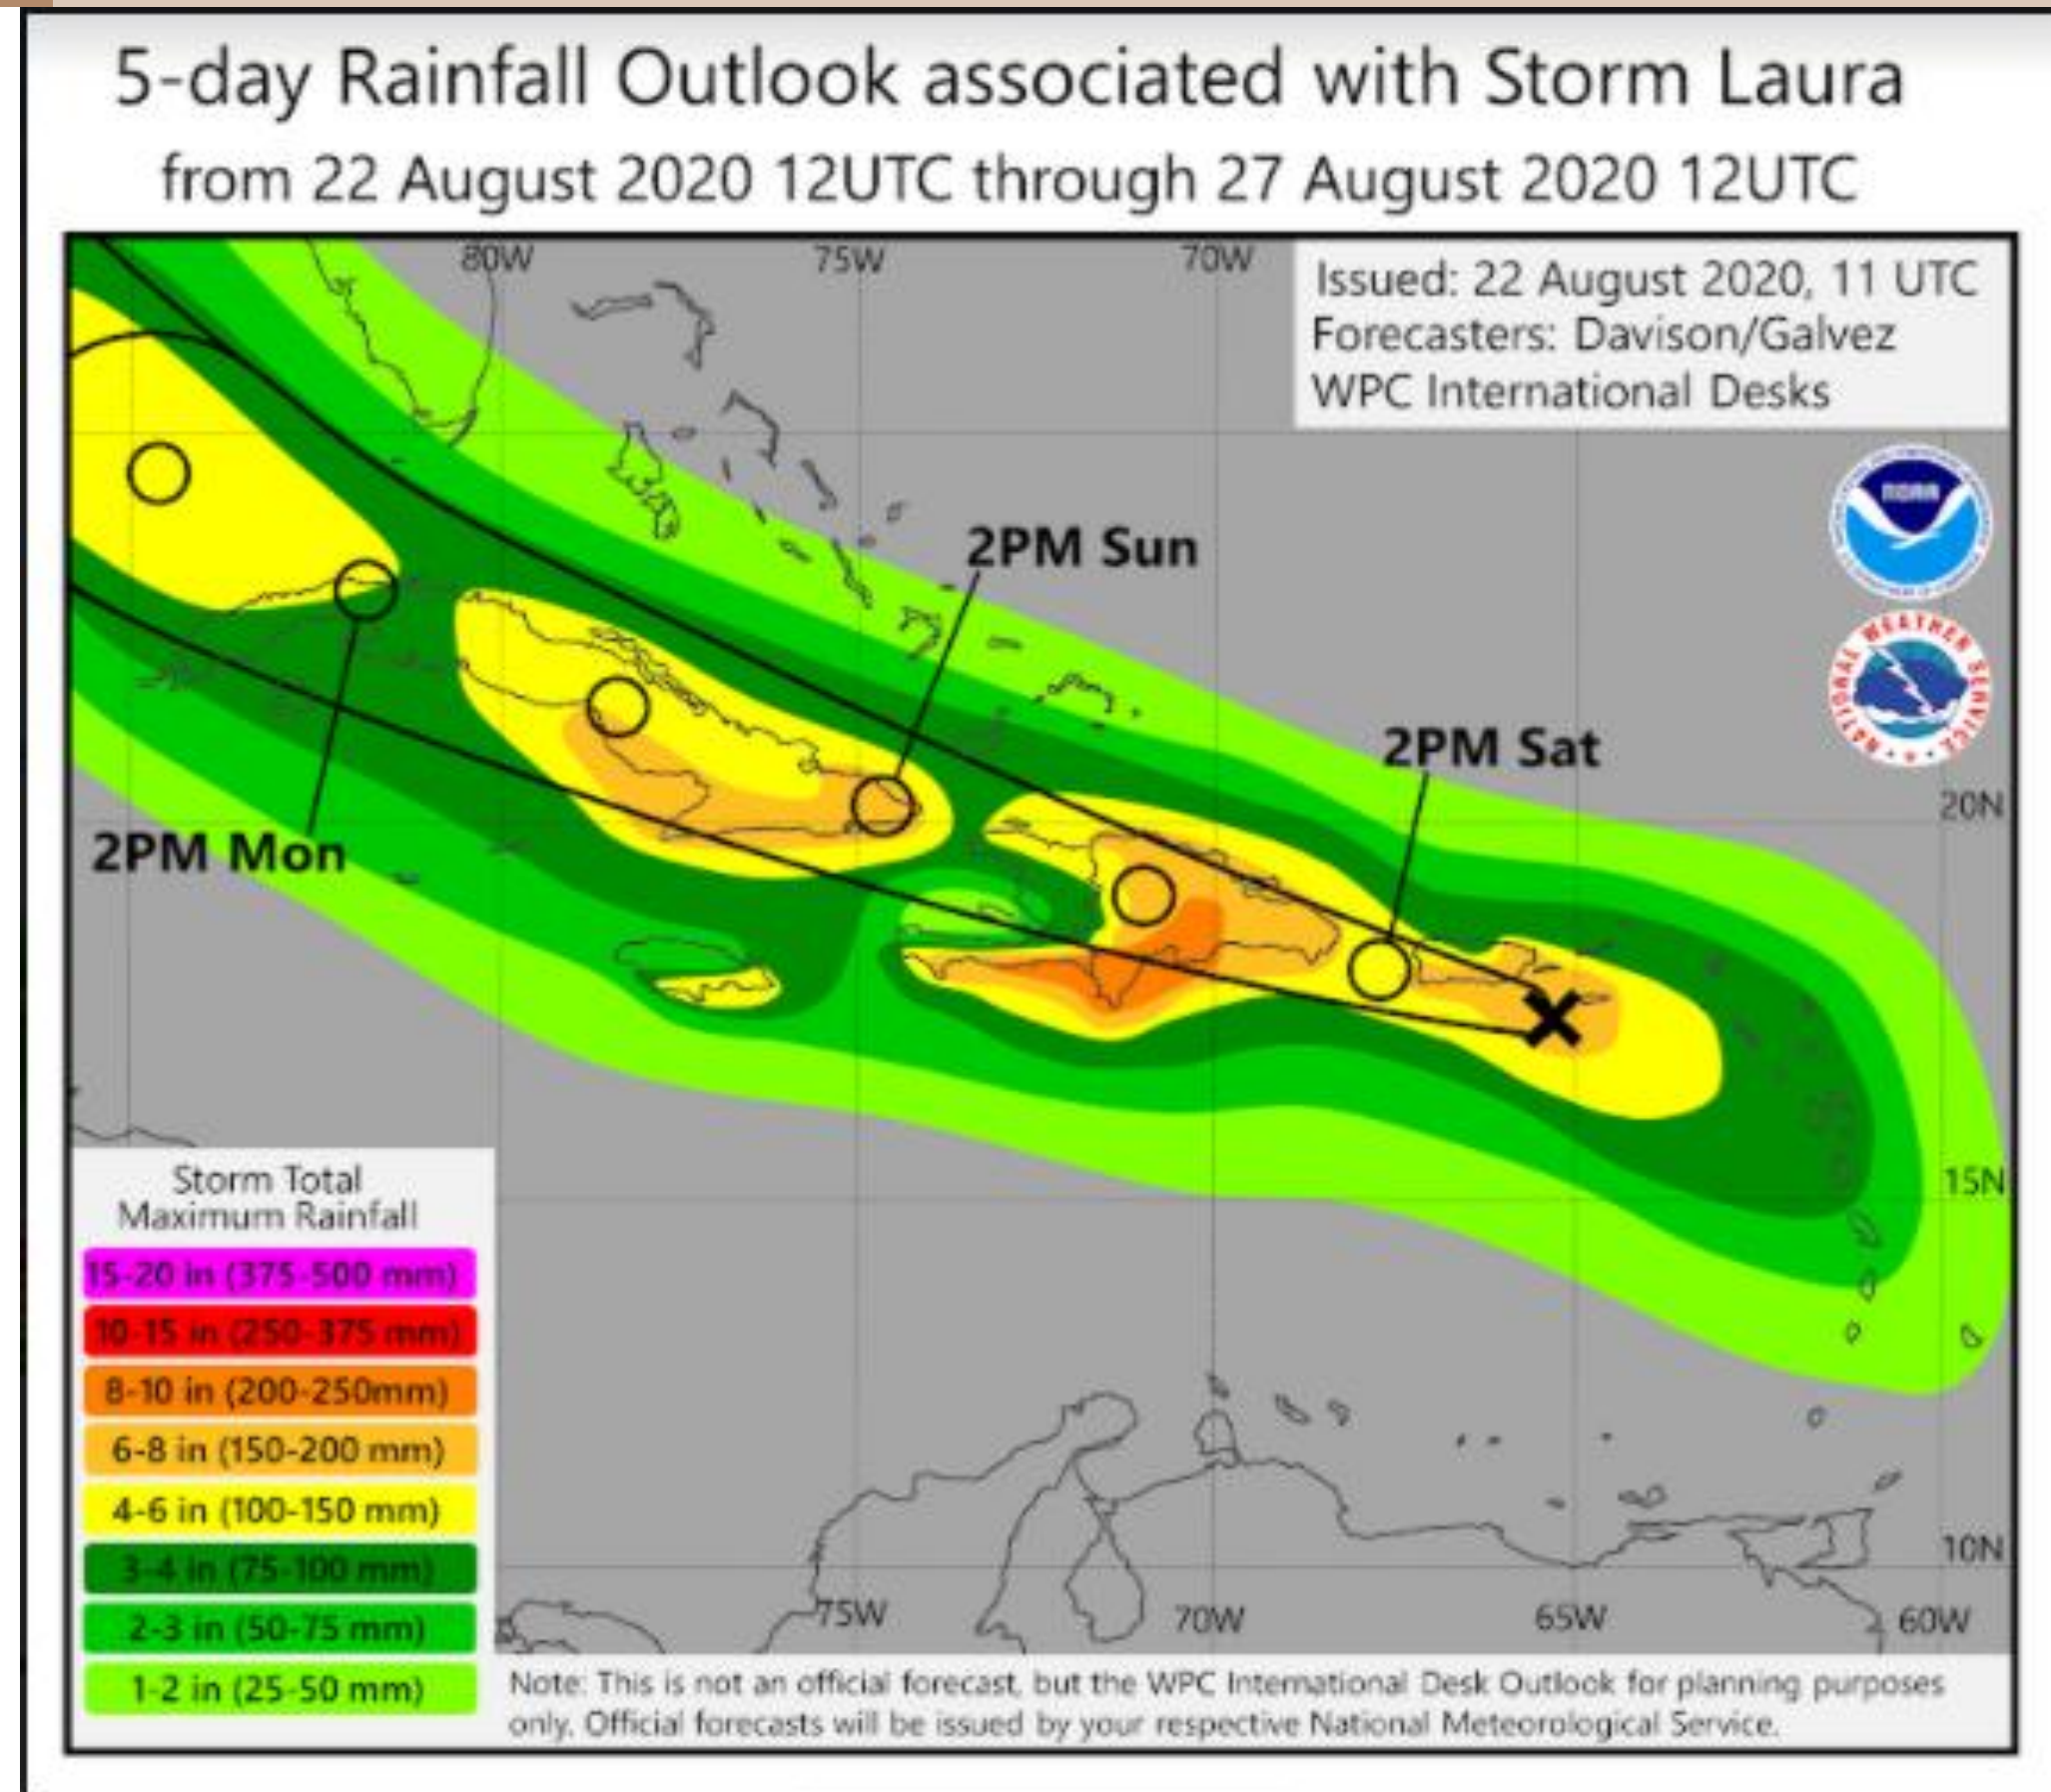 5-day Rainfall Outlook associated with Storm Laura
from 22 August 2020 12UTC through 27 August 2020 12UTC
80W 75W 70W
Issued: 22 August 2020, 11 UTC
Forecasters: Davison/Galvez
WPC International Desks
NOAA
NATIONAL WEATHER SERVICE
2PM Sun
2PM Sat
20N
2PM Mon
15N
Storm Total
Maximum Rainfall
15-20 in (375-500 mm)
10-15 in (250-375 mm)
8-10 in (200-250mm)
6-8 in (150-200 mm)
4-6 in (100-150 mm)
3-4 in (75-100 mm)
2-3 in (50-75 mm)
1-2 in (25-50 mm)
10N
75W 70W 65W 60W
Note: This is not an official forecast, but the WPC International Desk Outlook for planning purposes
only. Official forecasts will be issued by your respective National Meteorological Service.